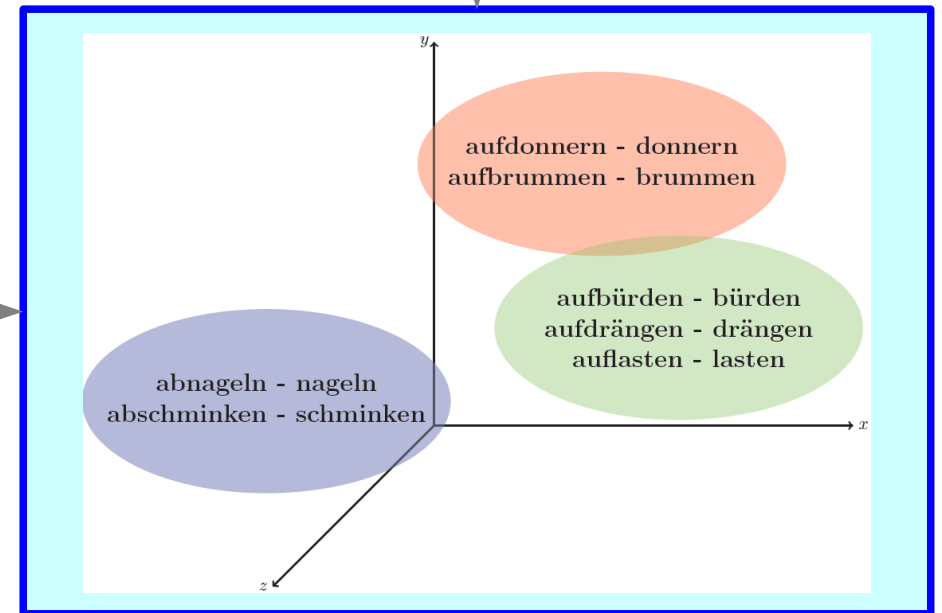 y
aufdonnern - donnern
aufbrummen - brummen
aufbürden - bürden
aufdrängen - drängen
auflasten - lasten
abnageln - nageln
abschminken - schminken
x
z